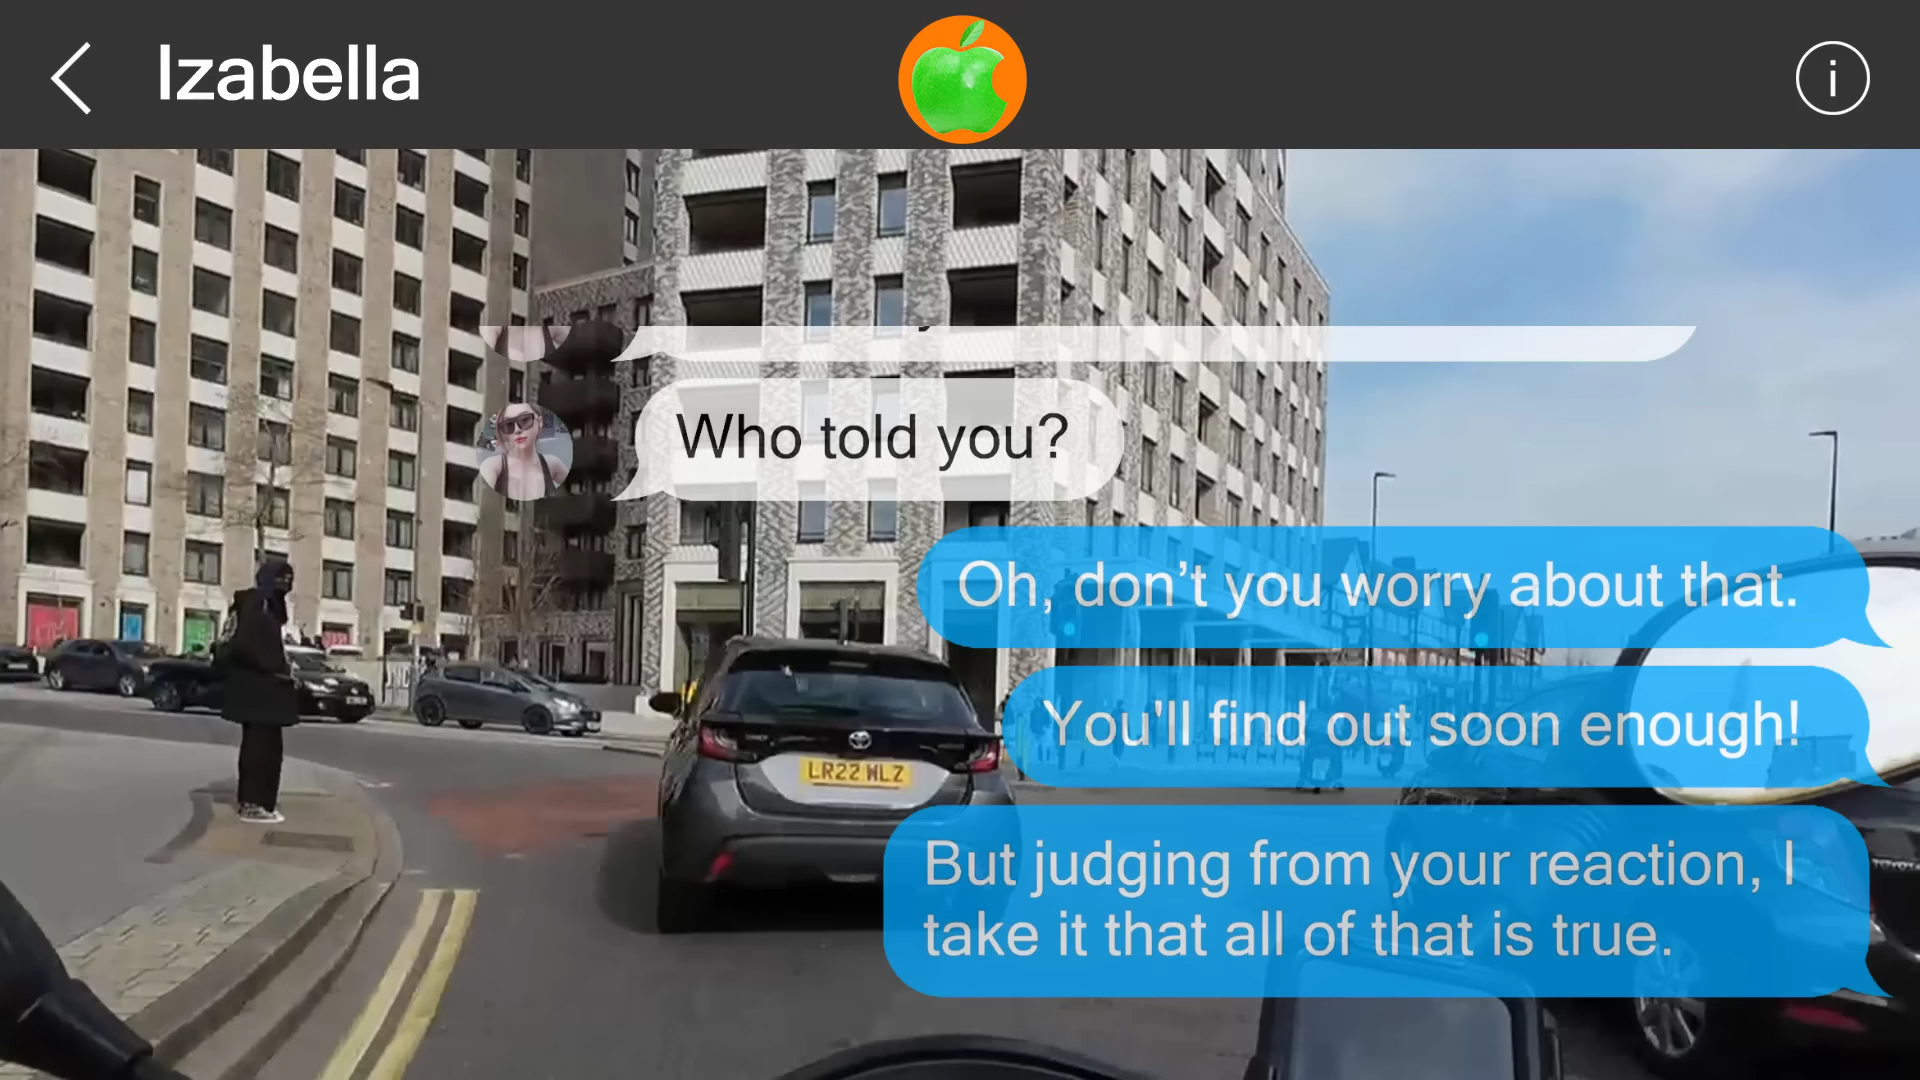 Izabella
Who told you?
Oh, don’t you worry about that.
You'll find out soon enough!
But judging from your reaction, I
take it that all of that is true.
LR22 WLZ